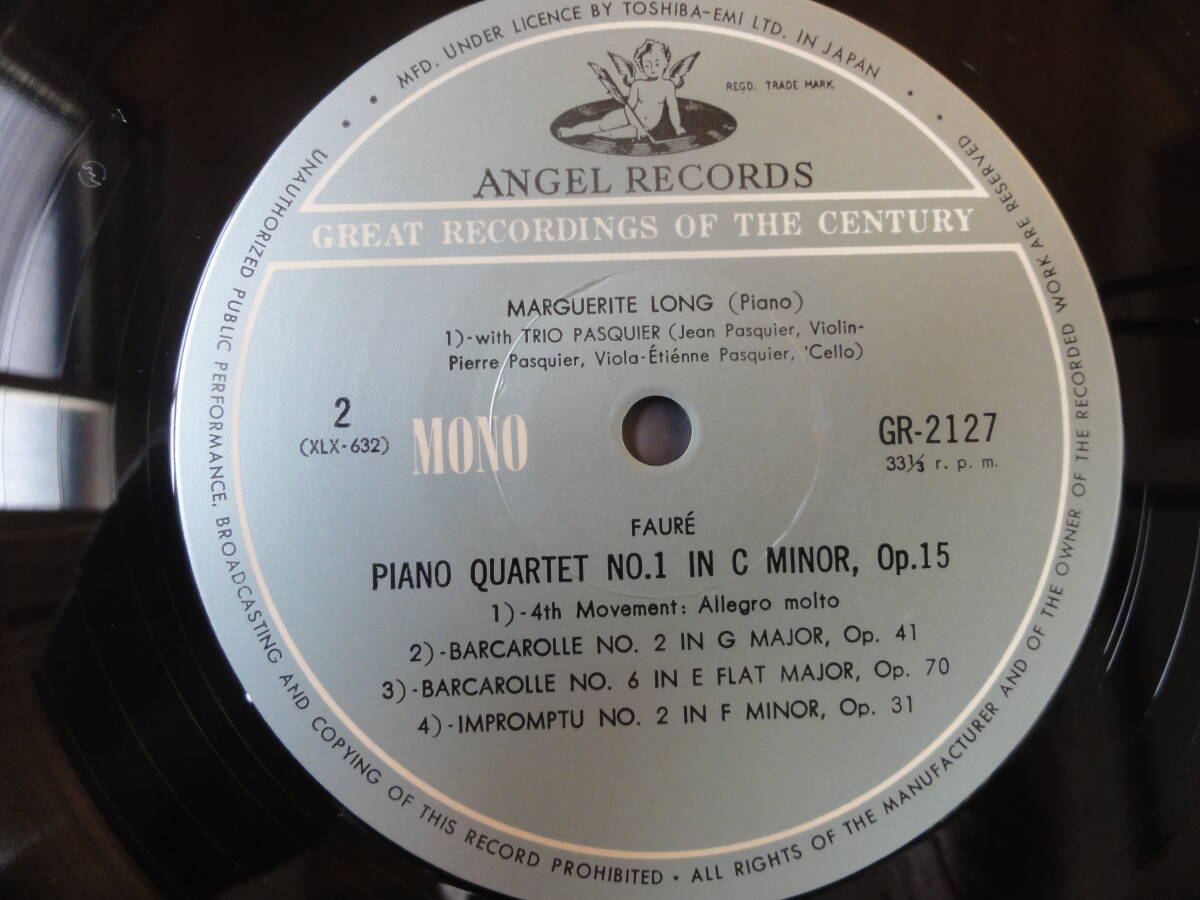 MFD. UNDER LICENCE BY TOSHIBA-EMI LTD. IN JAPAN
REGD. TRADE MARK
ANGEL RECORDS
GREAT RECORDINGS OF THE CENTURY
MARGUERITE LONG (Piano)
1)-with TRIO PASQUIER (Jean Pasquier, Violin-
Pierre Pasquier, Viola-Étiénne Pasquier, 'Cello)
2
(XLX-632)
MONO
GR-2127
33⅓ r. p. m.
FAURÉ
PIANO QUARTET NO.1 IN C MINOR, Op.15
1)-4th Movement: Allegro molto
2)-BARCAROLLE NO. 2 IN G MAJOR, Op. 41
3)-BARCAROLLE NO. 6 IN E FLAT MAJOR, Op. 70
4)-IMPROMPTU NO. 2 IN F MINOR, Op. 31
UNAUTHORIZED PUBLIC PERFORMANCE, BROADCASTING AND COPYING OF THIS RECORD PROHIBITED • ALL RIGHTS OF THE MANUFACTURER AND OF THE OWNER OF THE RECORDED WORK ARE RESERVED